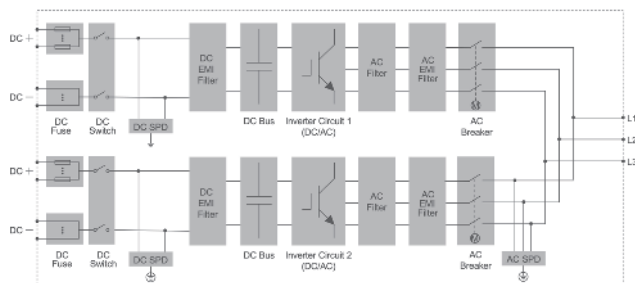 DC +
DC −
DC
Fuse
DC
Switch
DC SPD
DC
EMI
Filter
DC Bus
Inverter Circuit 1
(DC/AC)
AC
Filter
AC
EMI
Filter
AC
Breaker
L1
L2
L3
DC +
DC −
DC
Fuse
DC
Switch
DC SPD
DC
EMI
Filter
DC Bus
Inverter Circuit 2
(DC/AC)
AC
Filter
AC
EMI
Filter
AC
Breaker
AC SPD